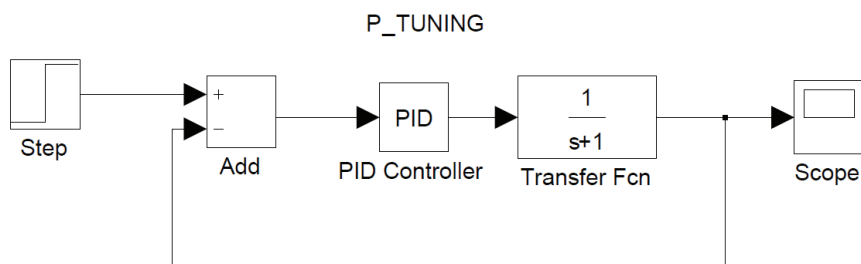 P_TUNING
Step
+
−
Add
PID
PID Controller
1
s+1
Transfer Fcn
Scope